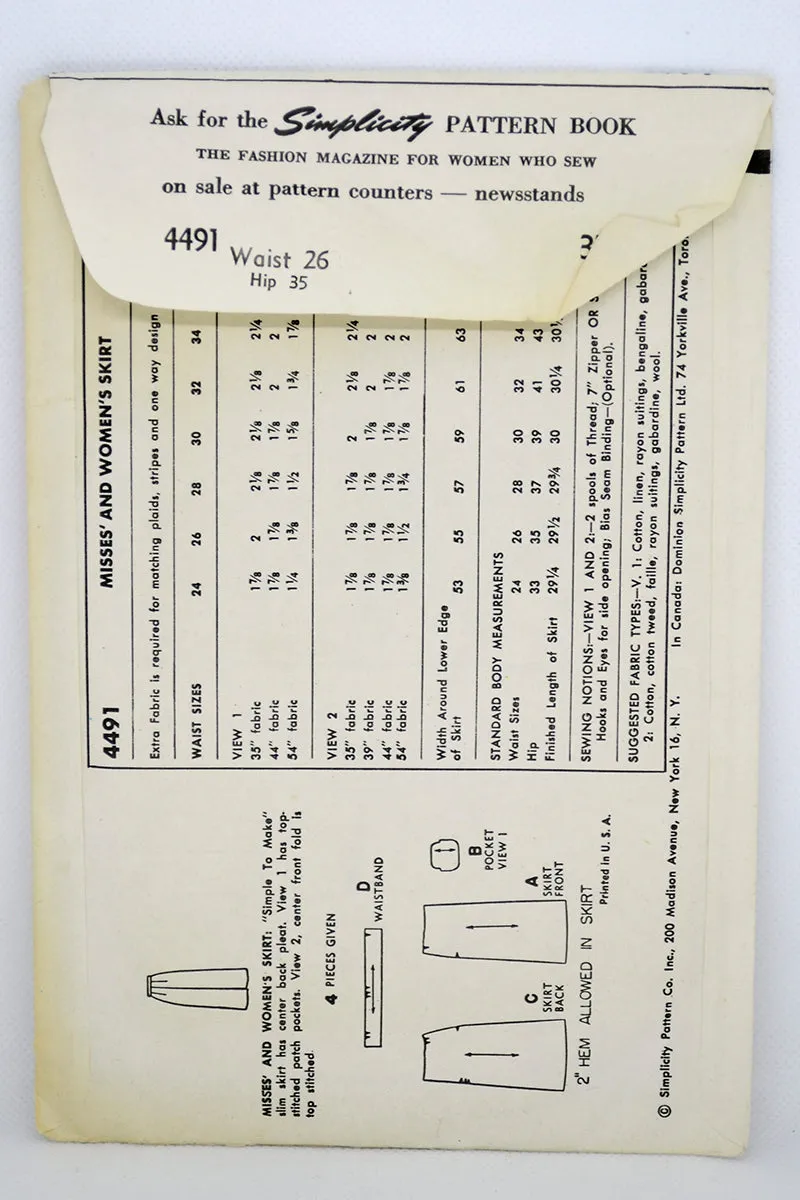 Ask for the Simplicity PATTERN BOOK
THE FASHION MAGAZINE FOR WOMEN WHO SEW
on sale at pattern counters — newsstands
4491 Waist 26
Hip 35
4491 MISSES' AND WOMEN'S SKIRT
Extra Fabric is required for matching plaids, stripes and one way design
WAIST SIZES 24 26 28 30 32 34
VIEW 1
35" fabric 1⅞ 2 2⅛ 2⅛ 2⅛ 2¼
44" fabric 1⅞ 1⅞ 1⅞ 1⅞ 2 2
54" fabric 1¼ 1⅜ 1½ 1⅝ 1¾ 1⅞
VIEW 2
35" fabric 1⅞ 1⅞ 1⅞ 2 2⅛ 2¼
39" fabric 1⅞ 1⅞ 1⅞ 1⅞ 2 2
44" fabric 1⅞ 1⅞ 1⅞ 1⅞ 1⅞ 2
54" fabric 1⅜ 1½ 1¾ 1⅞ 1⅞ 2
Width Around Lower Edge
of Skirt 53 55 57 59 61 63
STANDARD BODY MEASUREMENTS
Waist Sizes 24 26 28 30 32 34
Hip 33 35 37 39 41 43
Finished Length of Skirt 29¼ 29½ 29¾ 30 30¼
SEWING NOTIONS:—VIEW 1 AND 2:—2 spools of Thread; 7" Zipper OR
Hooks and Eyes for side opening; Bias Seam Binding—(Optional).
SUGGESTED FABRIC TYPES:—V. 1: Cotton, linen, rayon suitings, bengaline,
2: Cotton, cotton tweed, faille, rayon suitings, gabardine, wool.
MISSES' AND WOMEN'S SKIRT: "Simple To Make"
slim skirt has center back pleat. View 1 has top-
stitched patch pockets. View 2, center front fold is
top stitched.
4 PIECES GIVEN
D
WAISTBAND
B
POCKET
VIEW 1
A
SKIRT
FRONT
C
SKIRT
BACK
2" HEM ALLOWED IN SKIRT
Printed in U. S. A.
© Simplicity Pattern Co. Inc., 200 Madison Avenue, New York 16, N. Y. In Canada: Dominion Simplicity Pattern Ltd. 74 Yorkville Ave.,